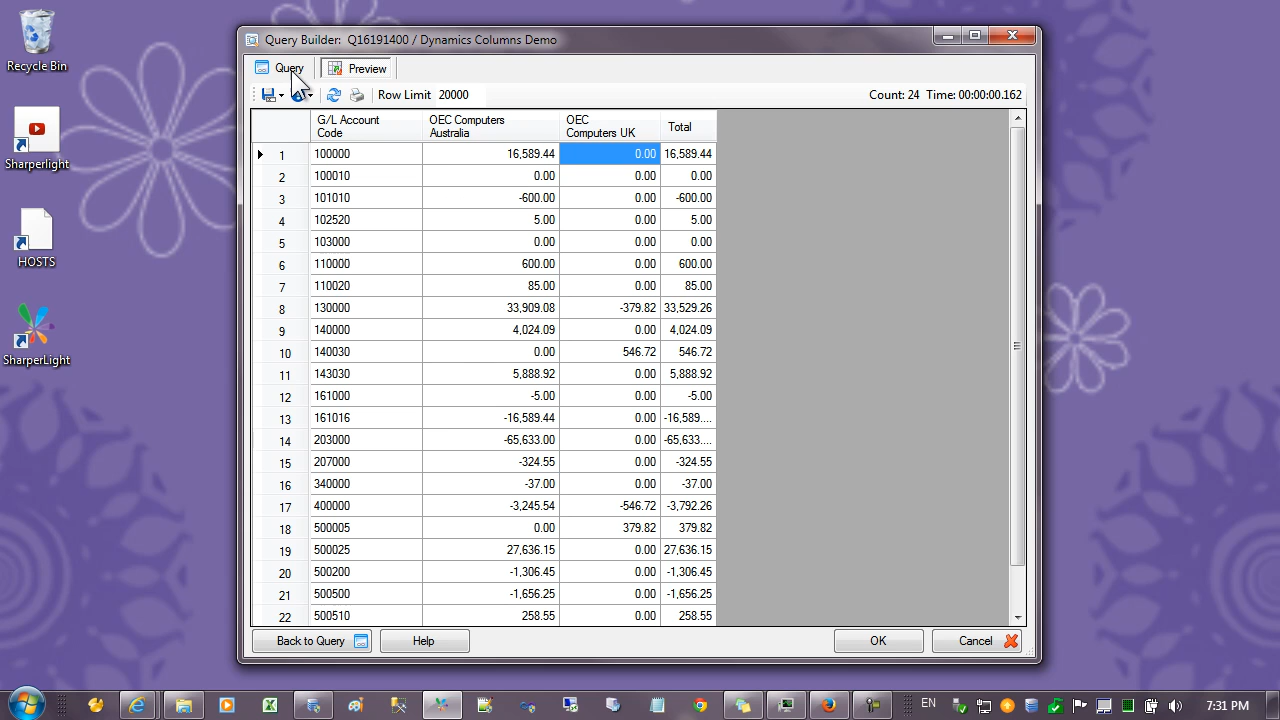 Recycle Bin
Sharperlight
HOSTS
SharperLight
Query Builder: Q16191400 / Dynamics Columns Demo
Query Preview
Row Limit 20000 Count: 24 Time: 00:00:00.162
G/L Account Code OEC Computers Australia OEC Computers UK Total
1 100000 16,589.44 0.00 16,589.44
2 100010 0.00 0.00 0.00
3 101010 -600.00 0.00 -600.00
4 102520 5.00 0.00 5.00
5 103000 0.00 0.00 0.00
6 110000 600.00 0.00 600.00
7 110020 85.00 0.00 85.00
8 130000 33,909.08 -379.82 33,529.26
9 140000 4,024.09 0.00 4,024.09
10 140030 0.00 546.72 546.72
11 143030 5,888.92 0.00 5,888.92
12 161000 -5.00 0.00 -5.00
13 161016 -16,589.44 0.00 -16,589....
14 203000 -65,633.00 0.00 -65,633....
15 207000 -324.55 0.00 -324.55
16 340000 -37.00 0.00 -37.00
17 400000 -3,245.54 -546.72 -3,792.26
18 500005 0.00 379.82 379.82
19 500025 27,636.15 0.00 27,636.15
20 500200 -1,306.45 0.00 -1,306.45
21 500500 -1,656.25 0.00 -1,656.25
22 500510 258.55 0.00 258.55
Back to Query Help OK Cancel
EN 7:31 PM